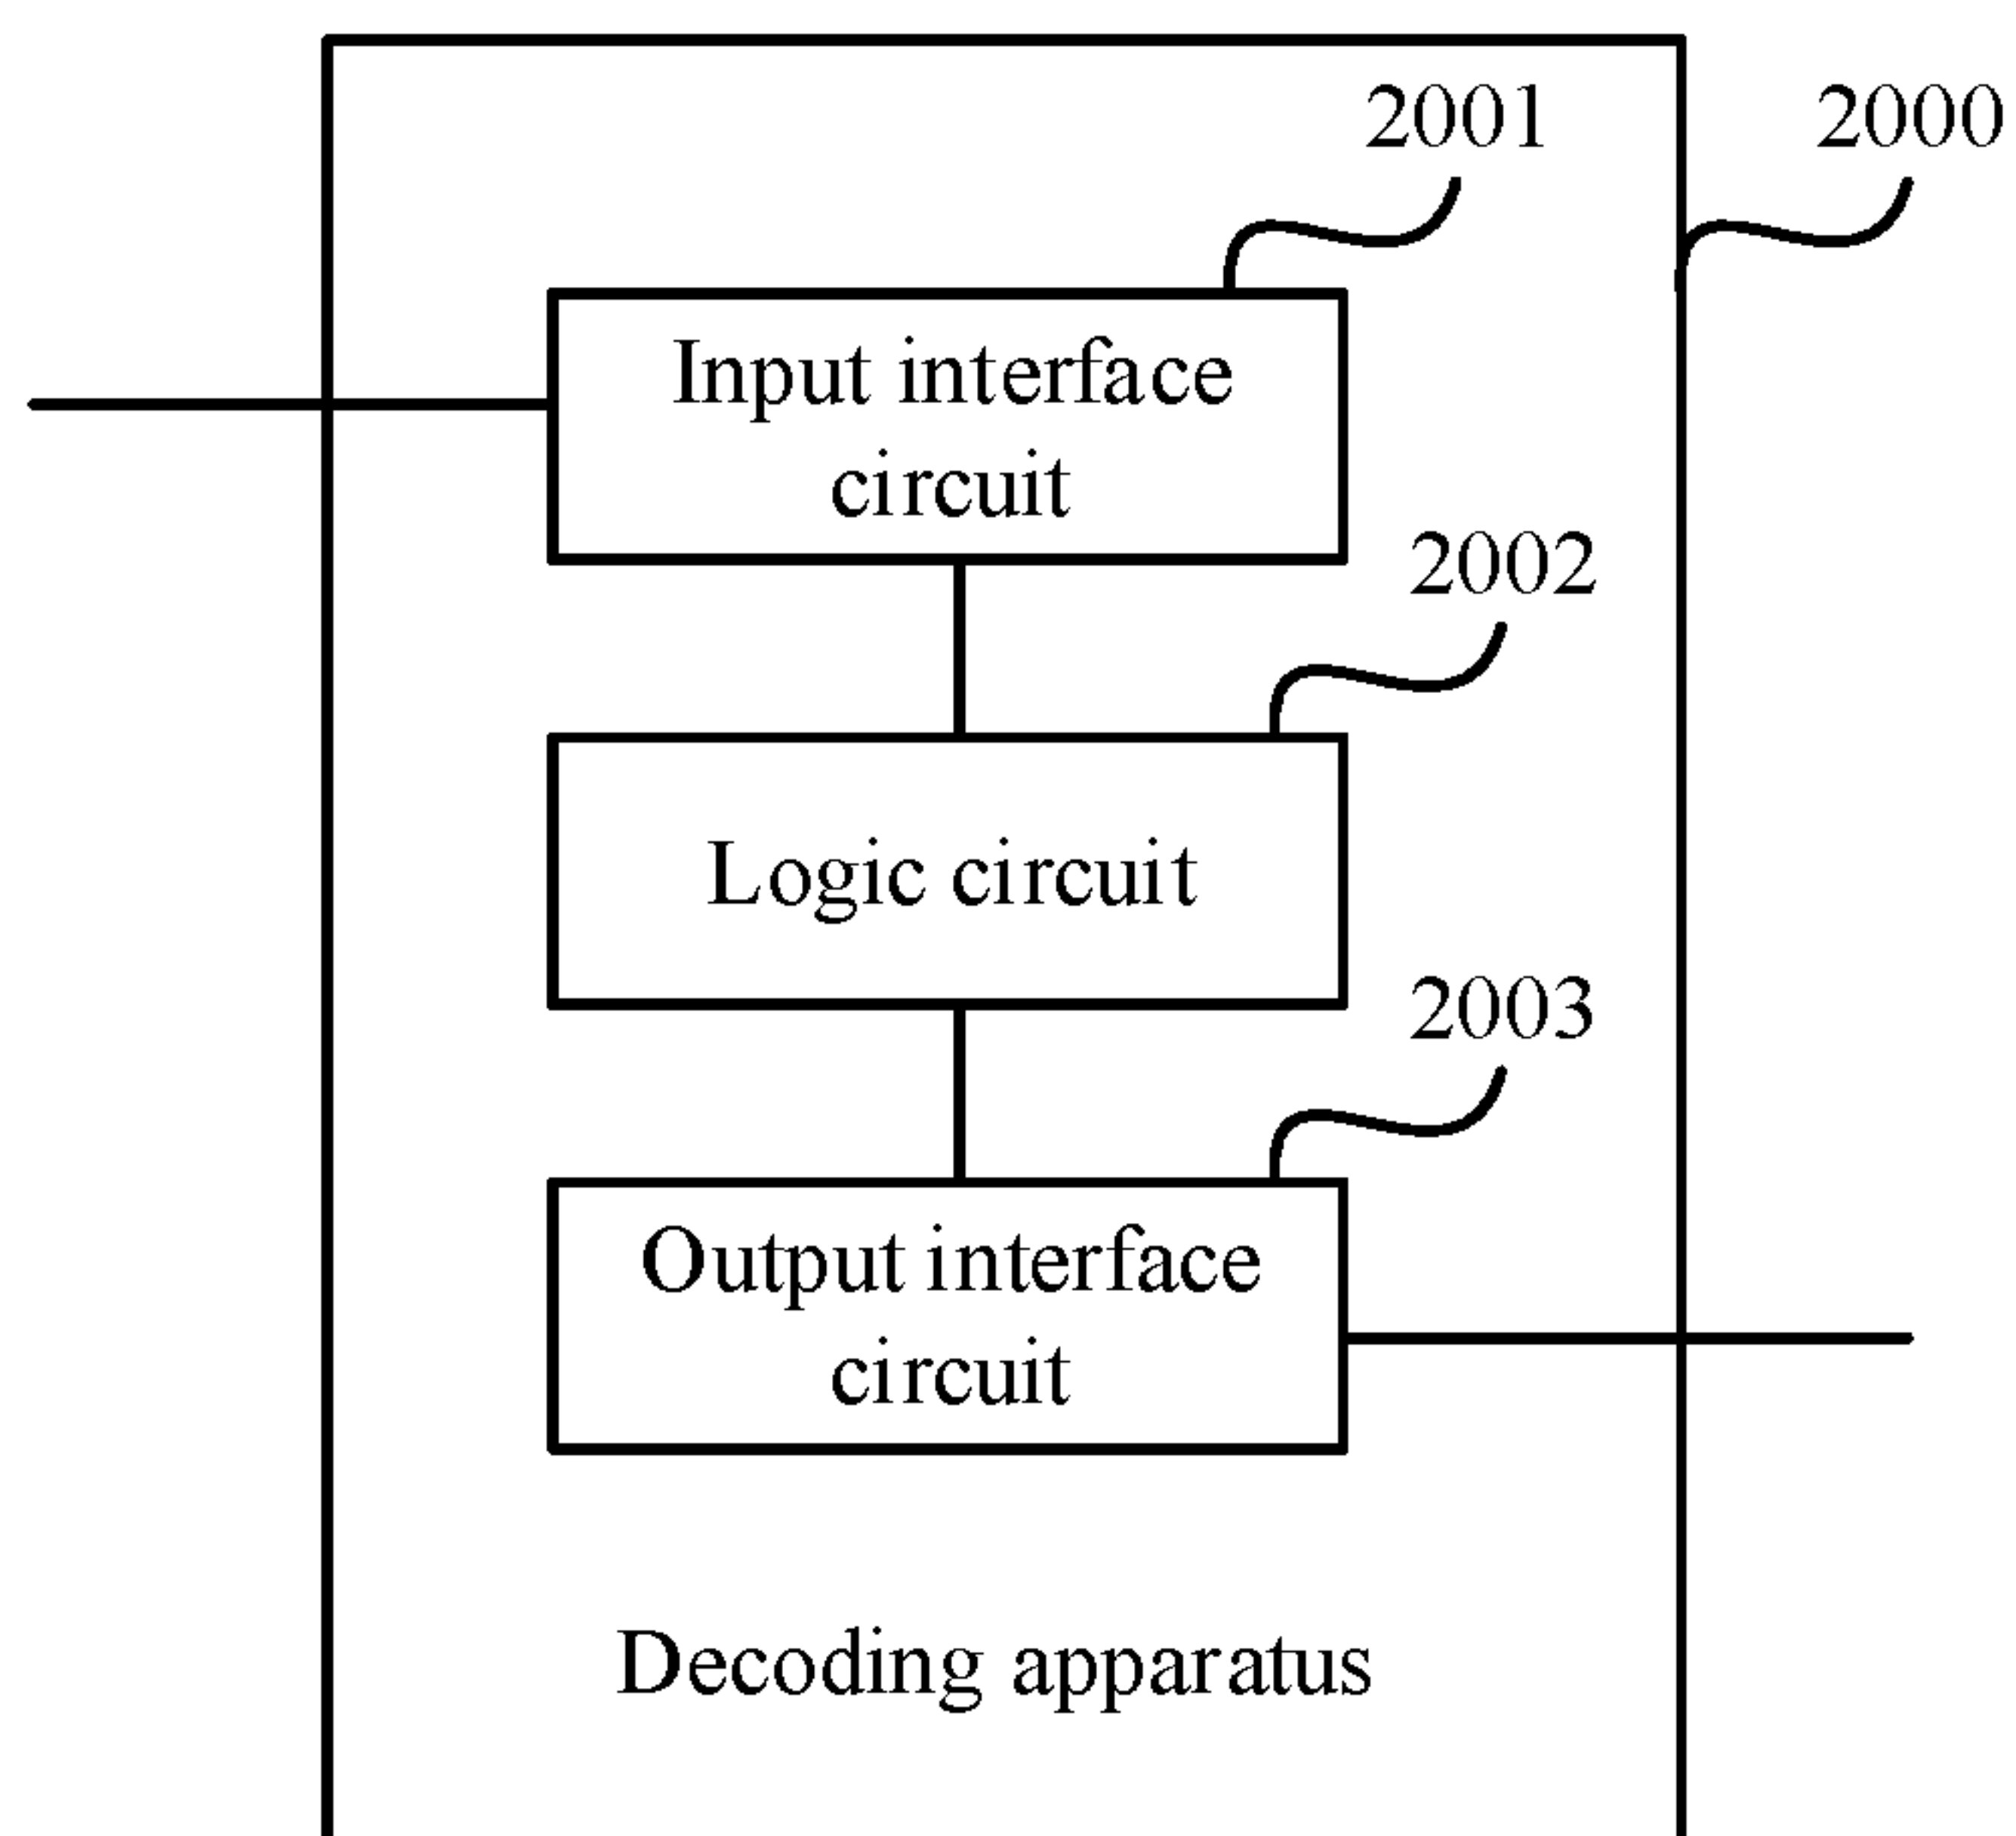 2001
2000
Input interface
circuit
2002
Logic circuit
2003
Output interface
circuit
Decoding apparatus